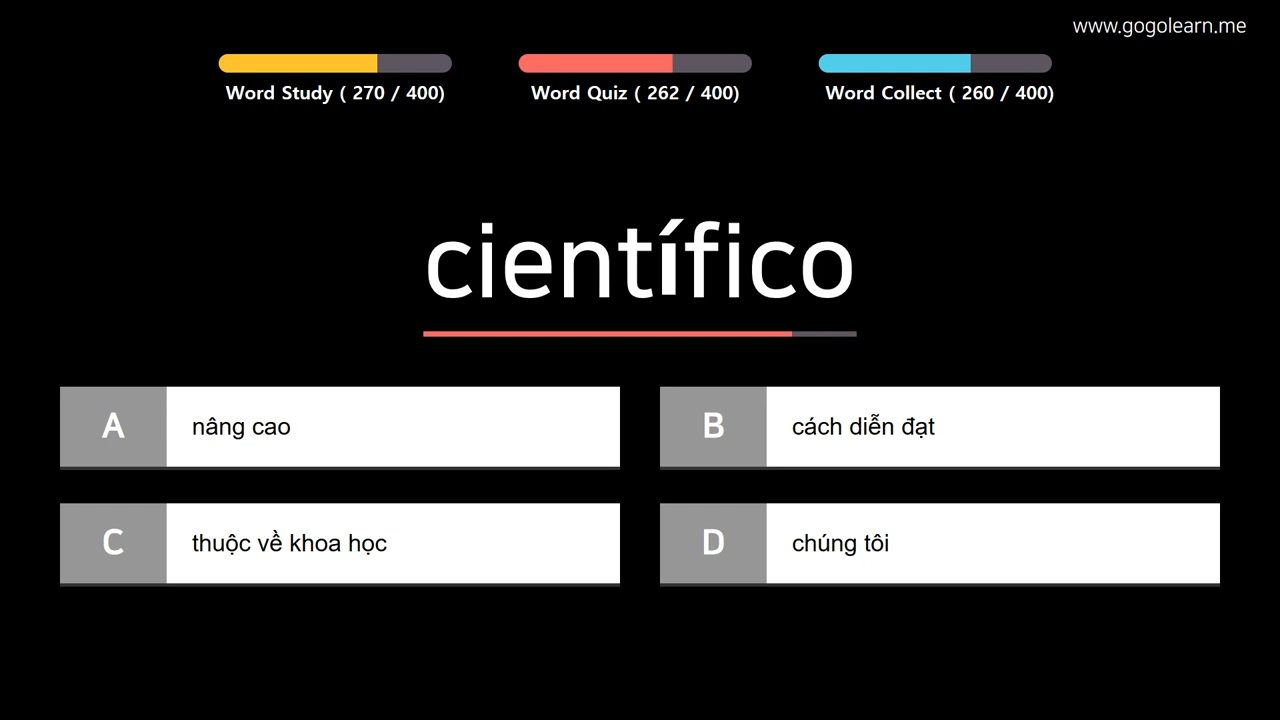 www.gogolearn.me
Word Study ( 270 / 400)
Word Quiz ( 262 / 400)
Word Collect ( 260 / 400)
científico
A nâng cao
B cách diễn đạt
C thuộc về khoa học
D chúng tôi